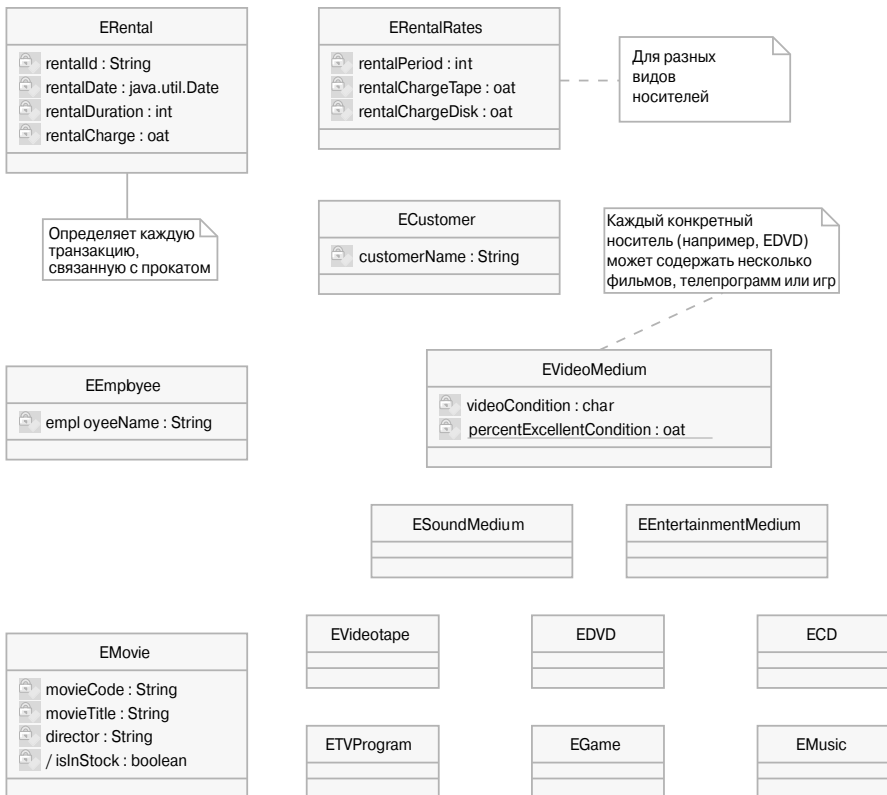 ERental
rentalId : String
rentalDate : java.util.Date
rentalDuration : int
rentalCharge : oat
ERentalRates
rentalPeriod : int
rentalChargeTape : oat
rentalChargeDisk : oat
Для разных
видов
носителей
Определяет каждую
транзакцию,
связанную с прокатом
ECustomer
customerName : String
Каждый конкретный
носитель (например, EDVD)
может содержать несколько
фильмов, телепрограмм или игр
EEmployee
empl oyeeName : String
EVideoMedium
videoCondition : char
percentExcellentCondition : oat
ESoundMedium
EEntertainmentMedium
EMovie
movieCode : String
movieTitle : String
director : String
/ isInStock : boolean
EVideotape
EDVD
ECD
ETVProgram
EGame
EMusic